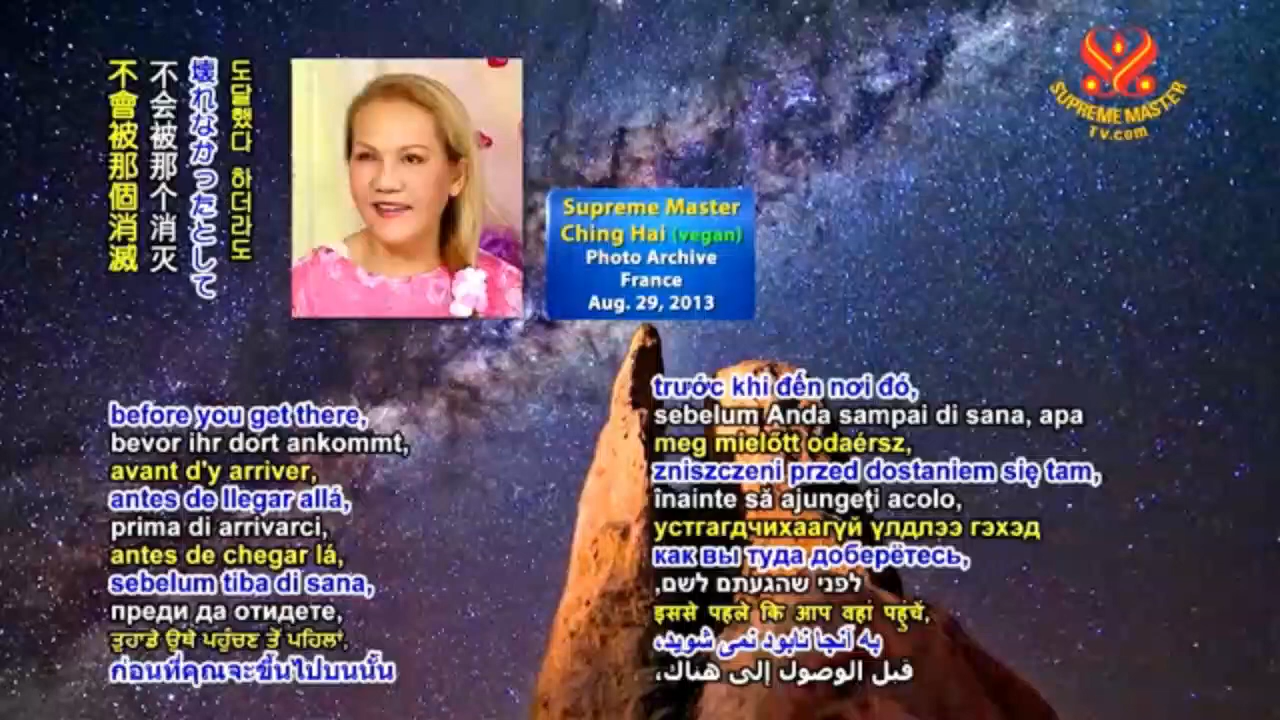 不會被那個消滅
不会被那个消灭
壊れなかったとして
도달했다 하더라도
Supreme Master
Ching Hai (vegan)
Photo Archive
France
Aug. 29, 2013
SUPREME MASTER
TV.com
before you get there,
bevor ihr dort ankommt,
avant d'y arriver,
antes de llegar allá,
prima di arrivarci,
antes de chegar lá,
sebelum tiba di sana,
преди да отидете,
ਤੁਹਾਡੇ ਉਥੇ ਪਹੁੰਚਣ ਤੋਂ ਪਹਿਲਾਂ,
ก่อนที่คุณจะขึ้นไปบนนั้น
trước khi đến nơi đó,
sebelum Anda sampai di sana, apa
meg mielőtt odaérsz,
zniszczeni przed dostaniem się tam,
înainte să ajungeţi acolo,
устгагдчихаагүй үлдлээ гэхэд
как вы туда доберётесь,
לפני שהגעתם לשם,
इससे पहले कि आप वहां पहुचें,
به آنجا نابود نمی شوید،
قبل الوصول إلى هناك،